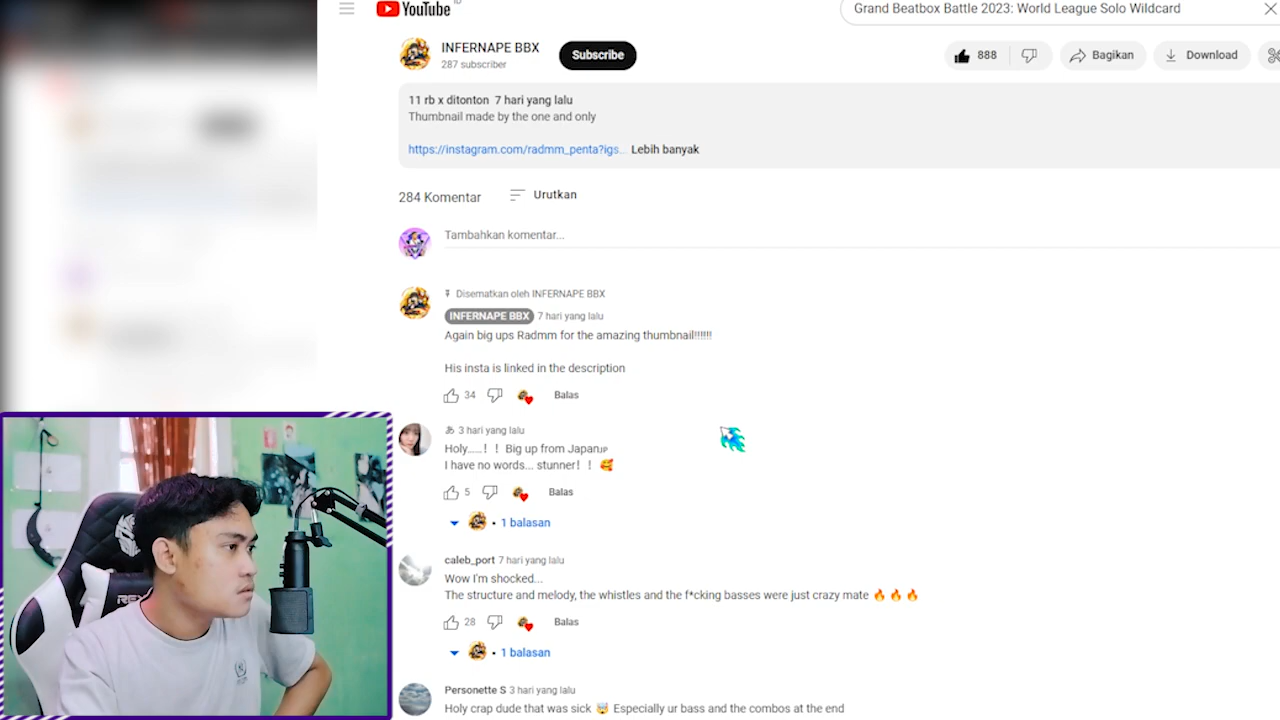 YouTube ID
Grand Beatbox Battle 2023: World League Solo Wildcard
INFERNAPE BBX
287 subscriber
Subscribe
888
Bagikan
Download
11 rb x ditonton 7 hari yang lalu
Thumbnail made by the one and only
https://instagram.com/radmm_penta?igs... Lebih banyak
284 Komentar
Urutkan
Tambahkan komentar...
Disematkan oleh INFERNAPE BBX
INFERNAPE BBX 7 hari yang lalu
Again big ups Radmm for the amazing thumbnail!!!!!!
His insta is linked in the description
34
Balas
あ 3 hari yang lalu
Holy.....！！ Big up from Japan🇯🇵
I have no words... stunner！！ 🥰
5
Balas
1 balasan
caleb_port 7 hari yang lalu
Wow I'm shocked...
The structure and melody, the whistles and the f*cking basses were just crazy mate 🔥 🔥 🔥
28
Balas
1 balasan
Personette S 3 hari yang lalu
Holy crap dude that was sick 🤯 Especially ur bass and the combos at the end